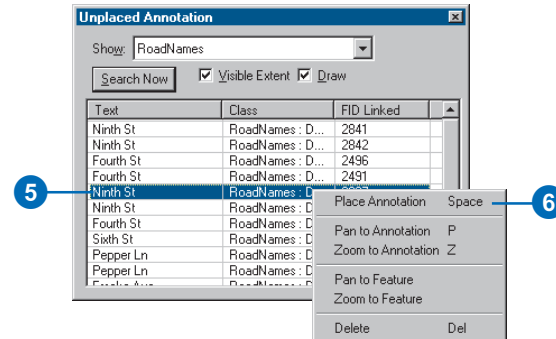 Unplaced Annotation
Show: RoadNames
Search Now Visible Extent Draw
Text Class FID Linked
Ninth St RoadNames : D... 2841
Ninth St RoadNames : D... 2842
Fourth St RoadNames : D... 2496
Fourth St RoadNames : D... 2491
5 Ninth St RoadNames : D
Ninth St RoadNames : D
Fourth St RoadNames : D
Sixth St RoadNames : D
Pepper Ln RoadNames : D
Pepper Ln RoadNames : D
Place Annotation Space 6
Pan to Annotation P
Zoom to Annotation Z
Pan to Feature
Zoom to Feature
Delete Del